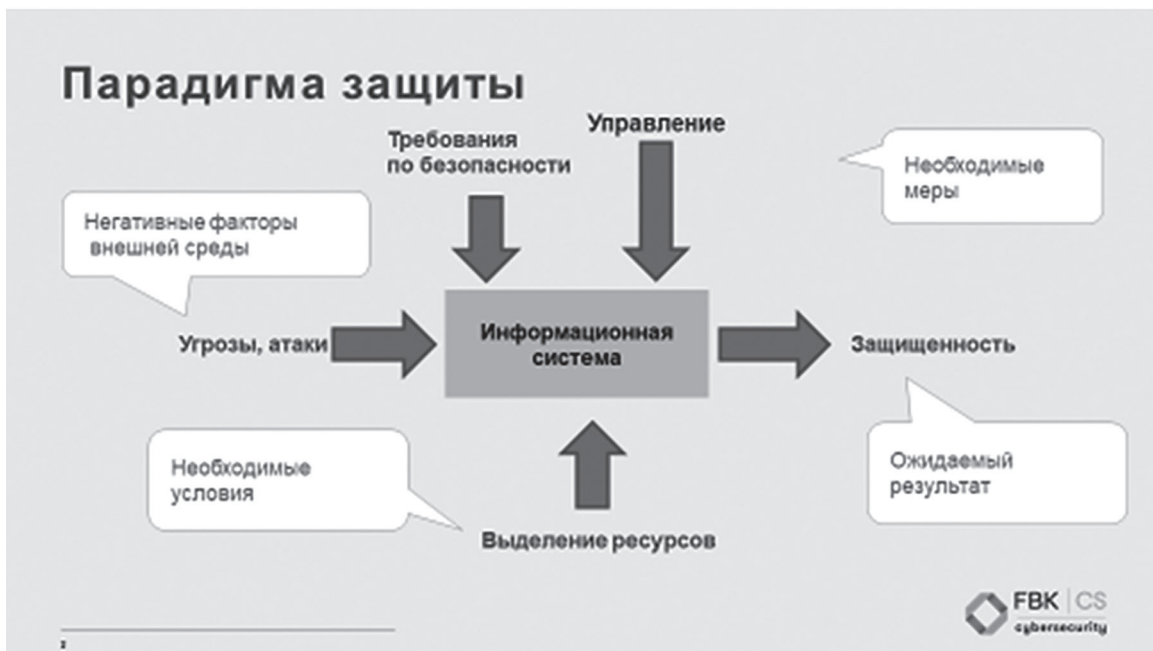 Парадигма защиты
Управление
Требования
по безопасности
Необходимые
меры
Негативные факторы
внешней среды
Угрозы, атаки
Информационная
система
Защищенность
Необходимые
условия
Ожидаемый
результат
Выделение ресурсов
FBK | CS
cybersecurity